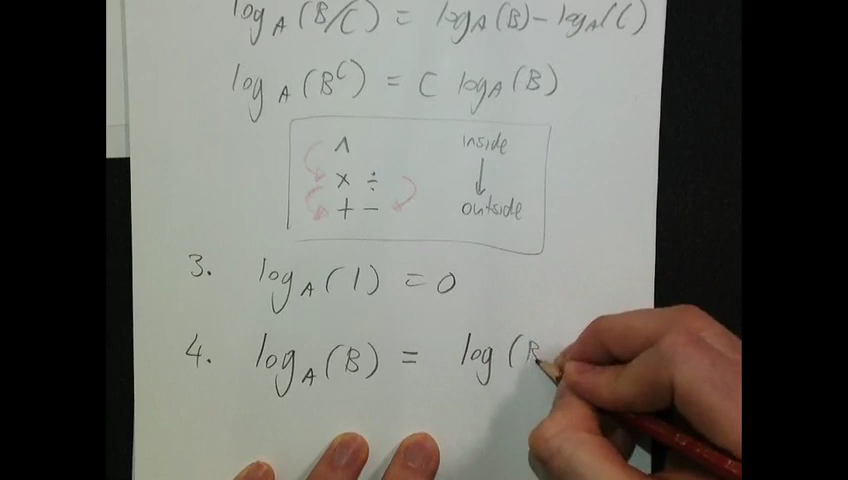 log_A(B/C) = log_A(B) - log_A(C)
log_A(B^C) = C log_A(B)
^ inside
× ÷ ↓
+ - outside
3. log_A(1) = 0
4. log_A(B) = log(B